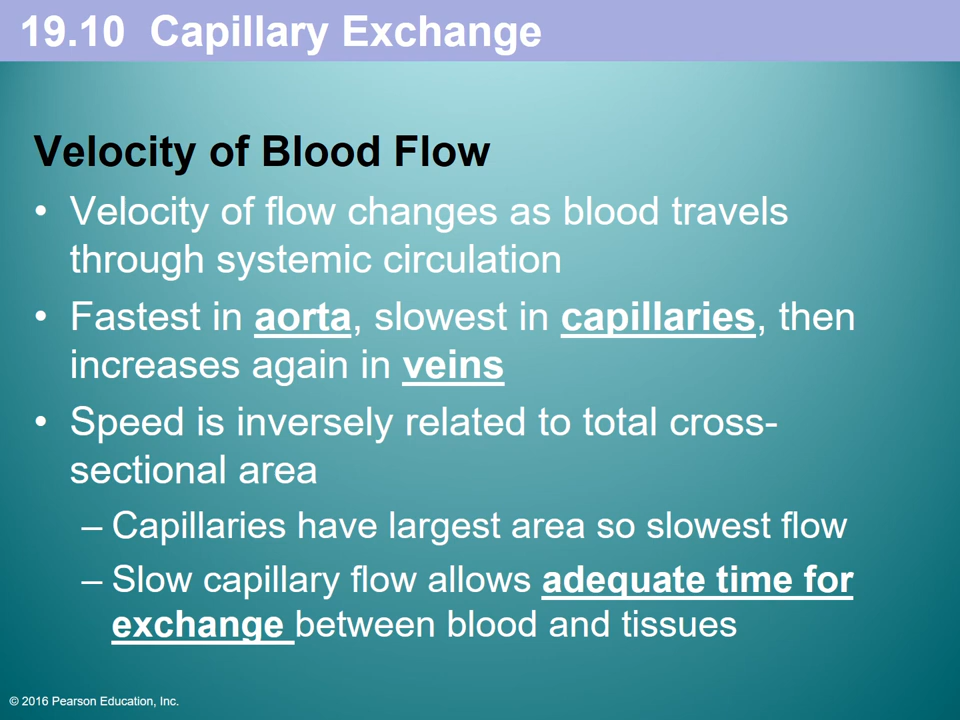 19.10 Capillary Exchange
Velocity of Blood Flow
• Velocity of flow changes as blood travels
through systemic circulation
• Fastest in aorta, slowest in capillaries, then
increases again in veins
• Speed is inversely related to total cross-
sectional area
– Capillaries have largest area so slowest flow
– Slow capillary flow allows adequate time for
exchange between blood and tissues
© 2016 Pearson Education, Inc.